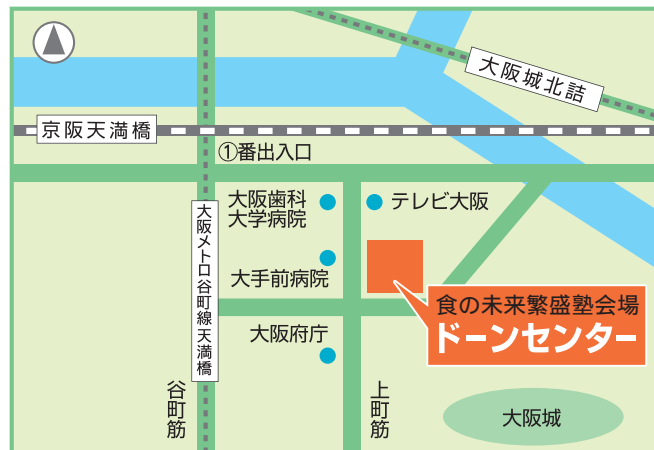 大阪城北詰
京阪天満橋
①番出入口
大阪歯科
大学病院
テレビ大阪
大阪メトロ谷町線天満橋
大手前病院
食の未来繁盛塾会場
ドーンセンター
大阪府庁
谷町筋
上町筋
大阪城